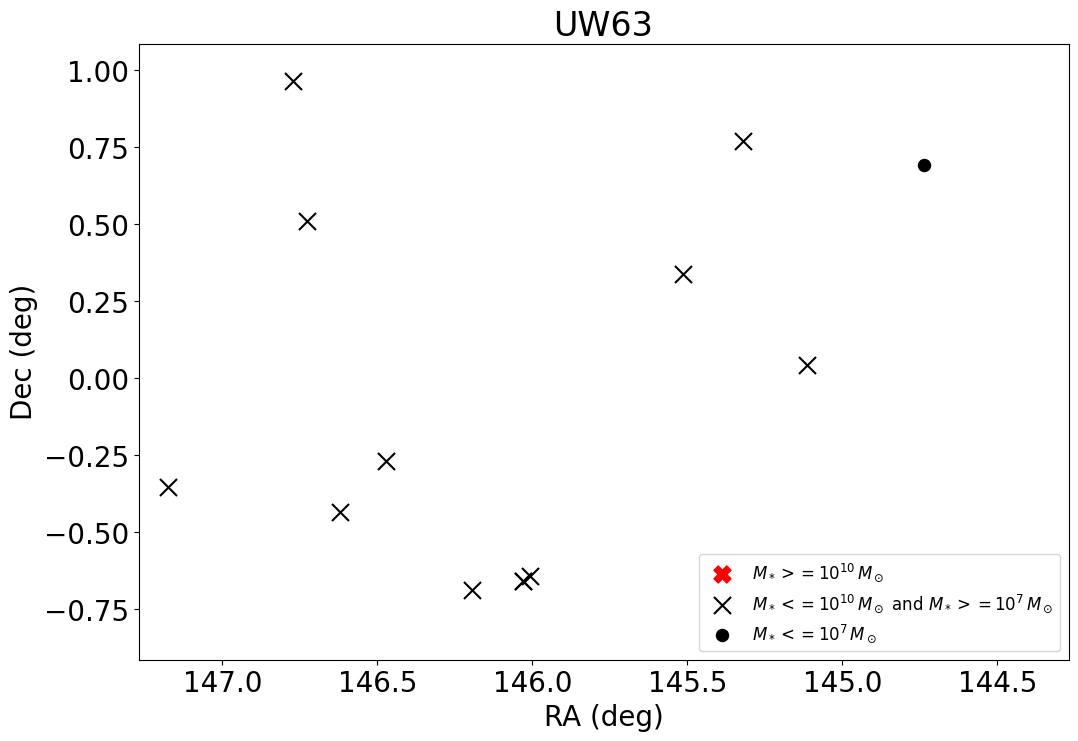 UW63
1.00
0.75
0.50
0.25
0.00
−0.25
−0.50
−0.75
Dec (deg)
147.0 146.5 146.0 145.5 145.0 144.5
RA (deg)
M* >= 10^10 M⊙
M* <= 10^10 M⊙ and M* >= 10^7 M⊙
M* <= 10^7 M⊙